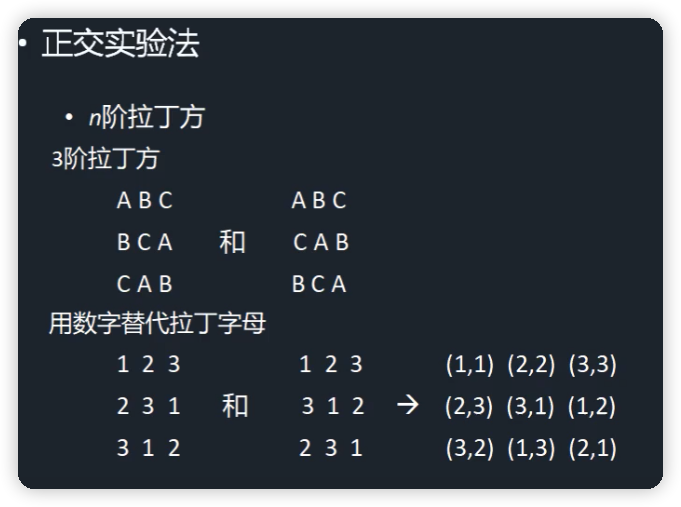 • 正交实验法
• n阶拉丁方
3阶拉丁方
A B C A B C
B C A 和 C A B
C A B B C A
用数字替代拉丁字母
1 2 3 1 2 3 (1,1) (2,2) (3,3)
2 3 1 和 3 1 2 → (2,3) (3,1) (1,2)
3 1 2 2 3 1 (3,2) (1,3) (2,1)